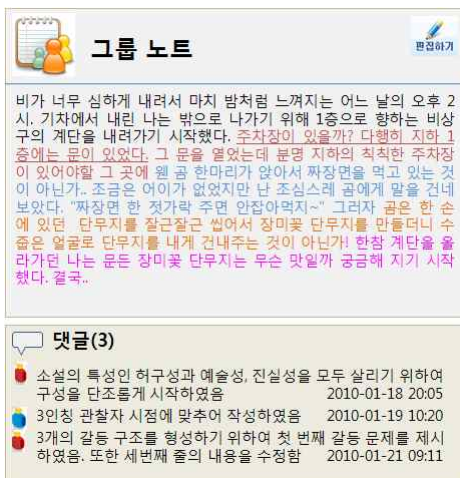 그룹 노트
편집하기
비가 너무 심하게 내려서 마치 밤처럼 느껴지는 어느 날의 오후 2
시. 기차에서 내린 나는 밖으로 나가기 위해 1층으로 향하는 비상
구의 계단을 내려가기 시작했다. 주차장이 있을까? 다행히 지하 1
층에는 문이 있었다. 그 문을 열었는데 분명 지하의 칙칙한 주차장
이 있어야할 그 곳에 웬 곰 한마리가 앉아서 짜장면을 먹고 있는 것
이 아닌가.. 조금은 어이가 없었지만 난 조심스레 곰에게 말을 건네
보았다. "짜장면 한 젓가락 주면 안잡아먹지~" 그러자 곰은 한 손
에 있던 단무지를 잘근잘근 씹어서 장미꽃 단무지를 만들더니 수
줍은 얼굴로 단무지를 내게 건내주는 것이 아닌가! 한참 계단을 올
라가던 나는 문든 장미꽃 단무지는 무슨 맛일까 궁금해 지기 시작
했다. 결국..
댓글(3)
소설의 특성인 허구성과 예술성, 진실성을 모두 살리기 위하여
구성을 단조롭게 시작하였음 2010-01-18 20:05
3인칭 관찰자 시점에 맞추어 작성하였음 2010-01-19 10:20
3개의 갈등 구조를 형성하기 위하여 첫 번째 갈등 문제를 제시
하였음. 또한 세번째 줄의 내용을 수정함 2010-01-21 09:11